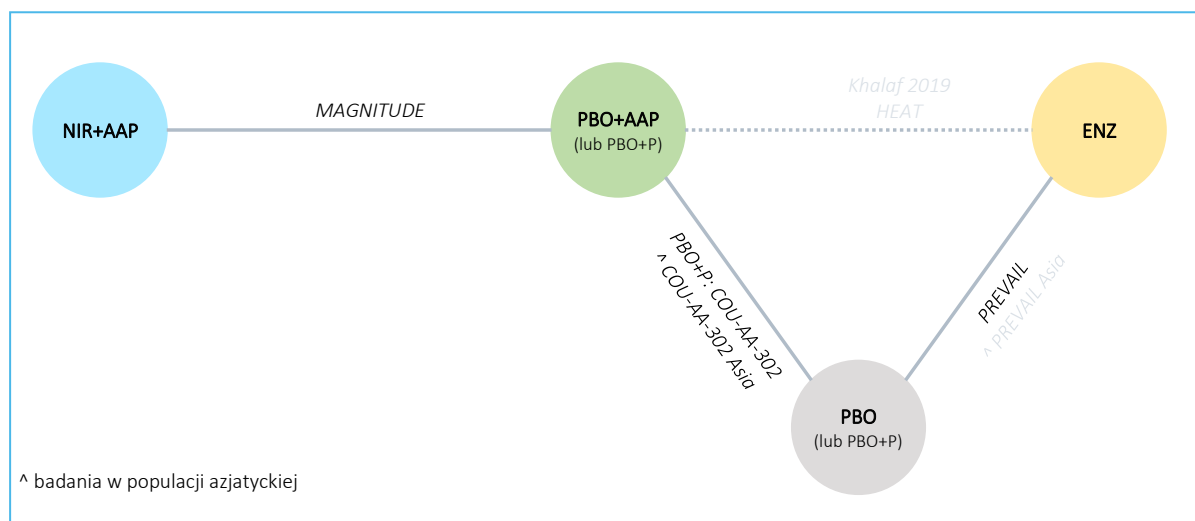 NIR+AAP
MAGNITUDE
PBO+AAP
(lub PBO+P)
Khalaf 2019
HEAT
ENZ
PBO+P: COU-AA-302
^ COU-AA-302 Asia
PREVAIL
^ PREVAIL Asia
PBO
(lub PBO+P)
^ badania w populacji azjatyckiej